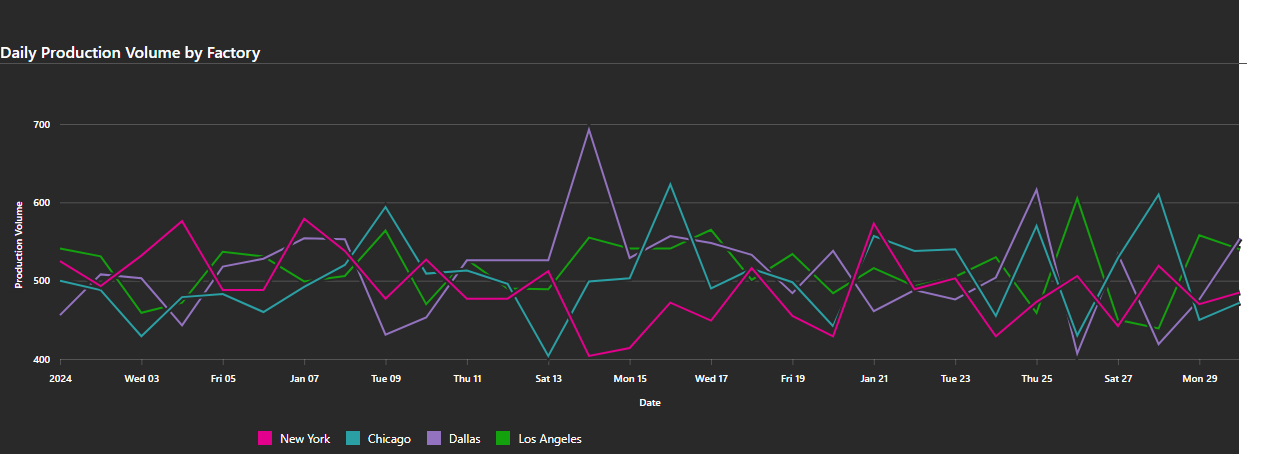 Daily Production Volume by Factory
700
600
500
400
Production Volume
2024 Wed 03 Fri 05 Jan 07 Tue 09 Thu 11 Sat 13 Mon 15 Wed 17 Fri 19 Jan 21 Tue 23 Thu 25 Sat 27 Mon 29
Date
New York Chicago Dallas Los Angeles